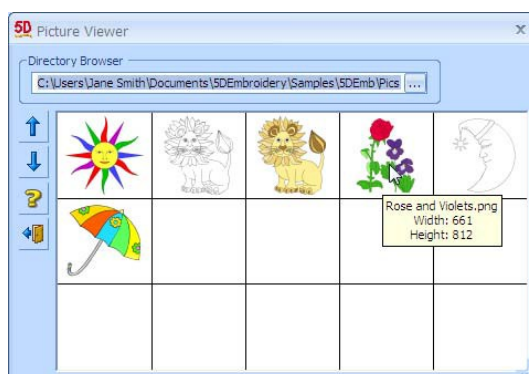 5D Picture Viewer
Directory Browser
C:\Users\Jane Smith\Documents\5DEmbroidery\Samples\5DEmb\Pics ...
Rose and Violets.png
Width: 661
Height: 812